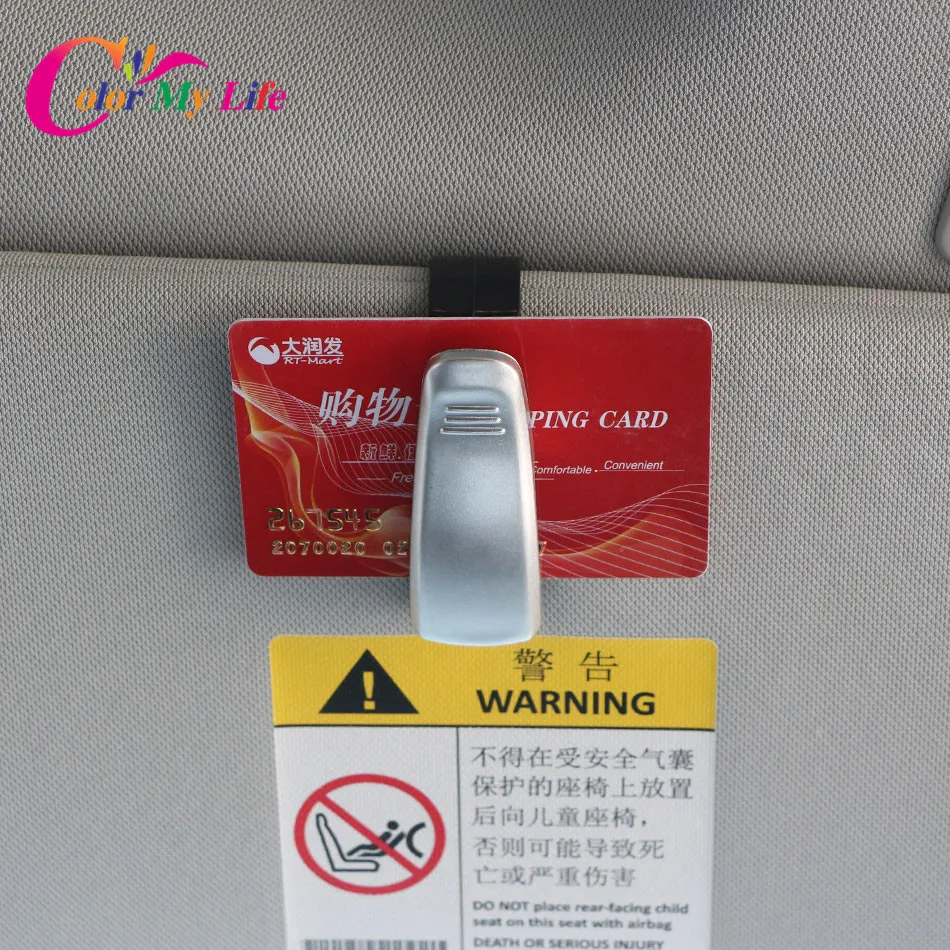 Color My Life
大润发
RT-Mart
购物
PING CARD
新鲜
Comfortable . Convenient
267545
2070020
警告
WARNING
不得在受安全气囊
保护的座椅上放置
后向儿童座椅，
否则可能导致死
亡或严重伤害
DO NOT place rear-facing child
seat on this seat with airbag
DEATH OR SERIOUS INJURY